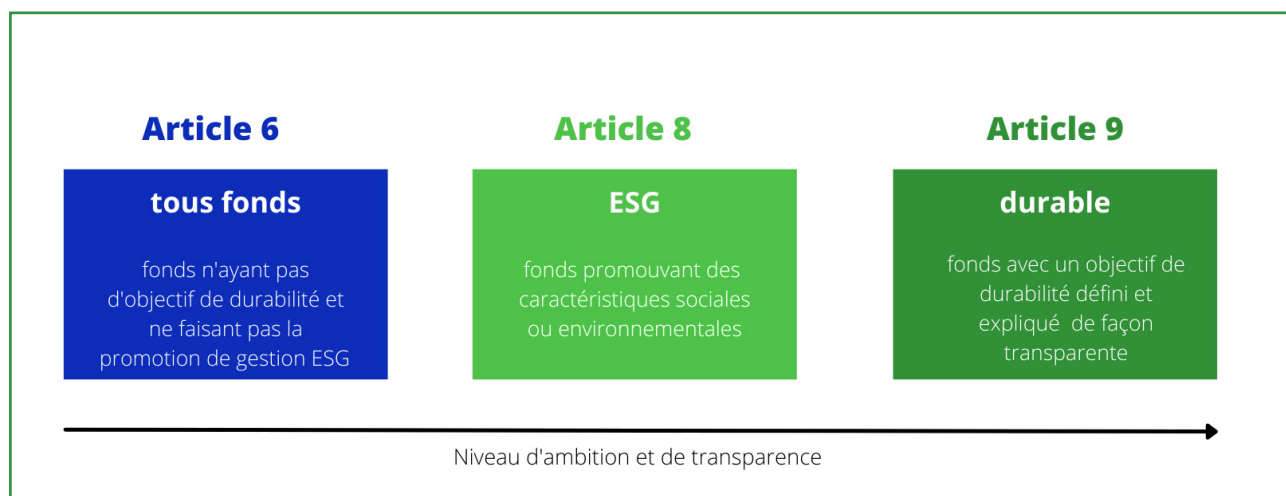 Article 6
tous fonds
fonds n'ayant pas
d'objectif de durabilité et
ne faisant pas la
promotion de gestion ESG
Article 8
ESG
fonds promouvant des
caractéristiques sociales
ou environnementales
Article 9
durable
fonds avec un objectif de
durabilité défini et
expliqué de façon
transparente
Niveau d'ambition et de transparence